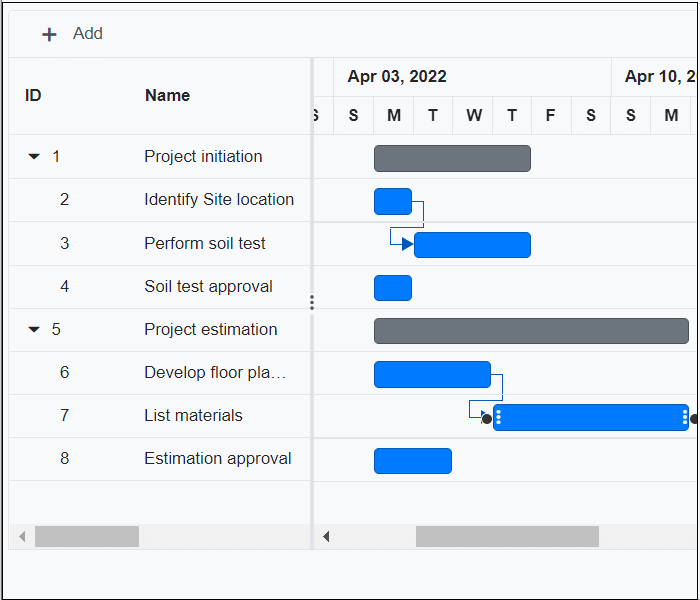 Add
ID Name
Apr 03, 2022 Apr 10, 2
S S M T W T F S S M
1 Project initiation
2 Identify Site location
3 Perform soil test
4 Soil test approval
5 Project estimation
6 Develop floor pla…
7 List materials
8 Estimation approval